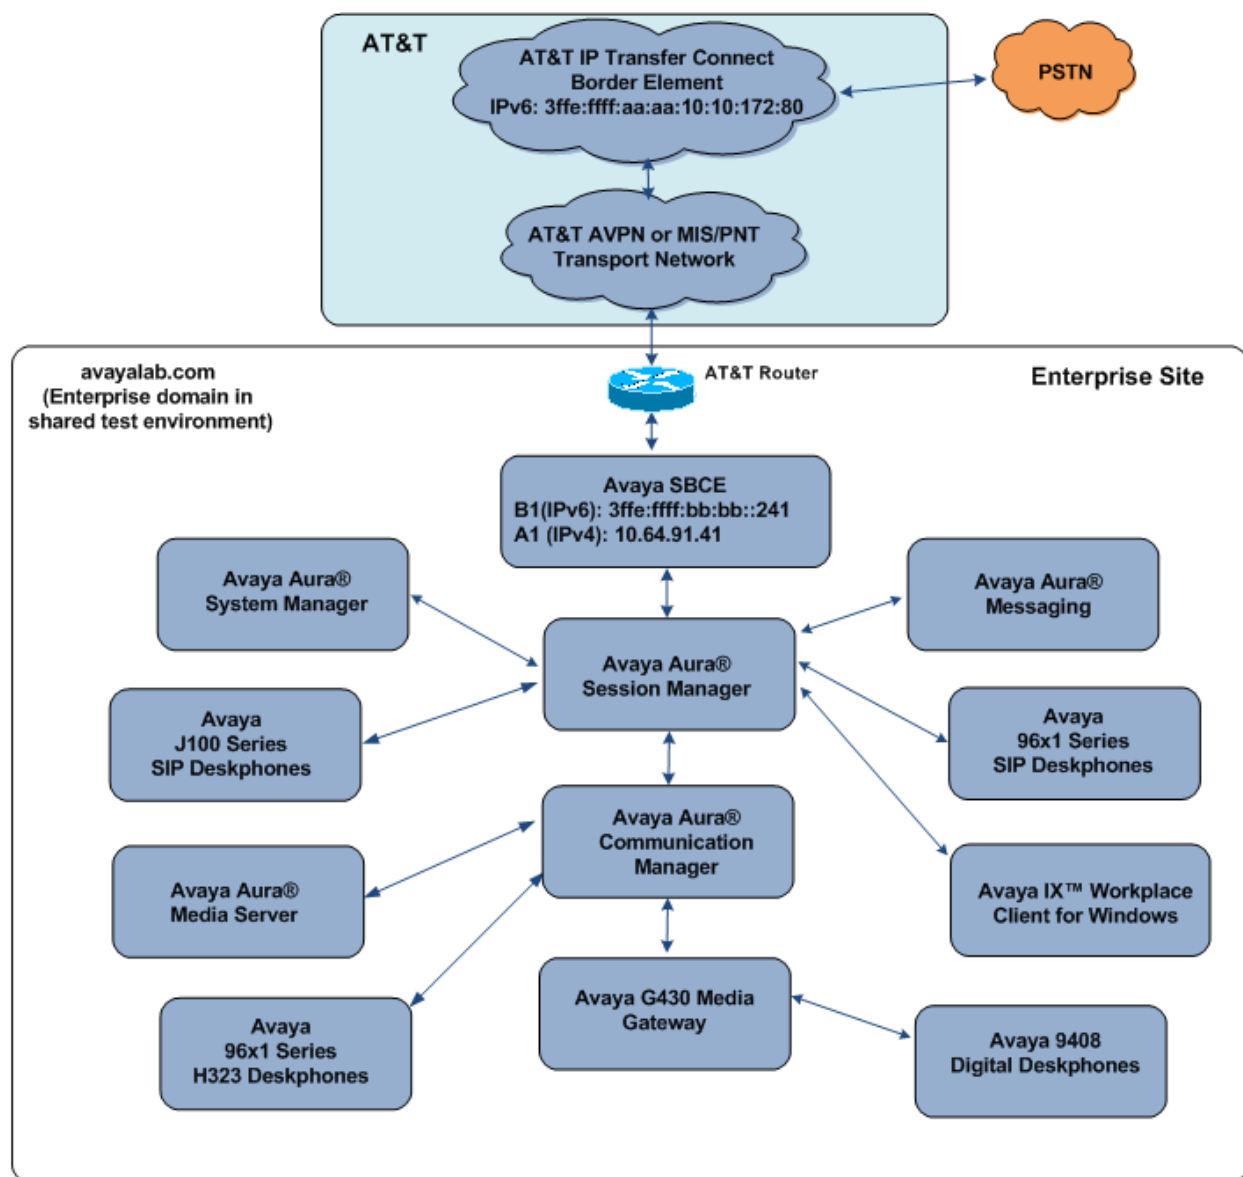 AT&T
AT&T IP Transfer Connect
Border Element
IPv6: 3ffe:ffff:aa:aa:10:10:172:80
PSTN
AT&T AVPN or MIS/PNT
Transport Network
avayalab.com
(Enterprise domain in
shared test environment)
AT&T Router
Enterprise Site
Avaya SBCE
B1(IPv6): 3ffe:ffff:bb:bb::241
A1 (IPv4): 10.64.91.41
Avaya Aura®
System Manager
Avaya Aura®
Messaging
Avaya Aura®
Session Manager
Avaya
J100 Series
SIP Deskphones
Avaya
96x1 Series
SIP Deskphones
Avaya Aura®
Communication
Manager
Avaya Aura®
Media Server
Avaya IX™ Workplace
Client for Windows
Avaya G430 Media
Gateway
Avaya
96x1 Series
H323 Deskphones
Avaya 9408
Digital Deskphones